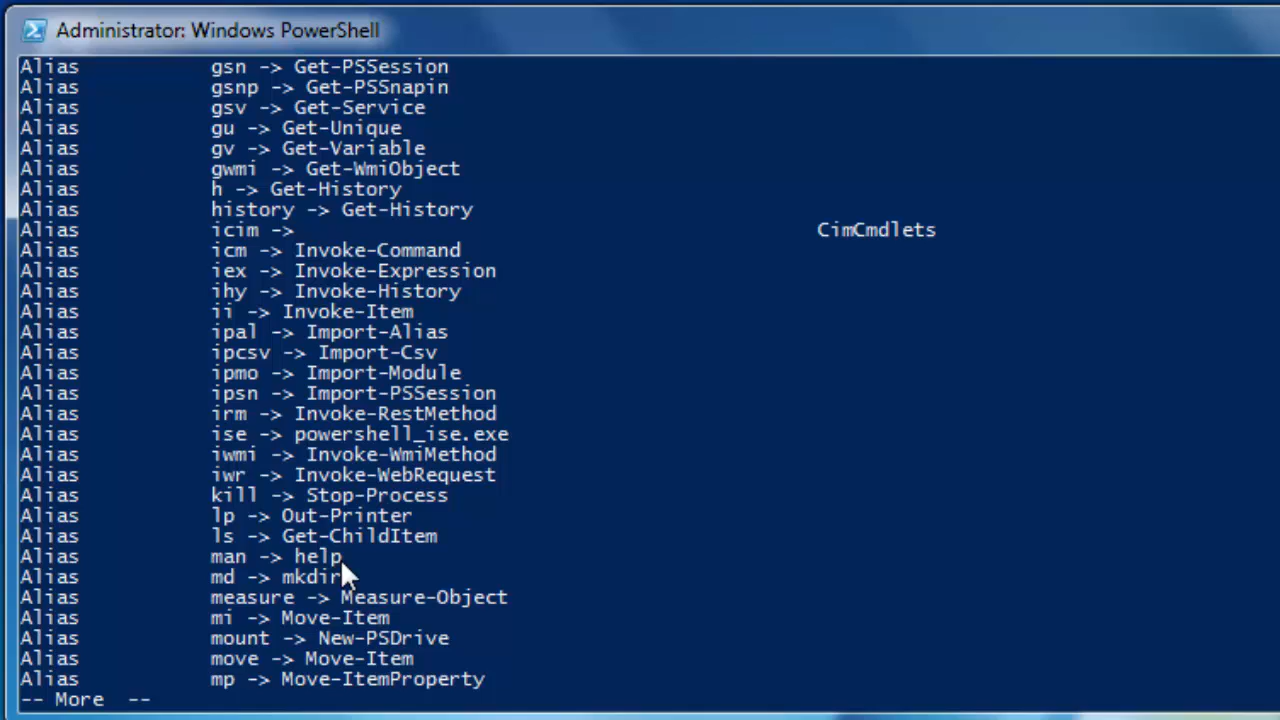 Administrator: Windows PowerShell
Alias gsn -> Get-PSSession
Alias gsnp -> Get-PSSnapin
Alias gsv -> Get-Service
Alias gu -> Get-Unique
Alias gv -> Get-Variable
Alias gwmi -> Get-WmiObject
Alias h -> Get-History
Alias history -> Get-History
Alias icim -> CimCmdlets
Alias icm -> Invoke-Command
Alias iex -> Invoke-Expression
Alias ihy -> Invoke-History
Alias ii -> Invoke-Item
Alias ipal -> Import-Alias
Alias ipcsv -> Import-Csv
Alias ipmo -> Import-Module
Alias ipsn -> Import-PSSession
Alias irm -> Invoke-RestMethod
Alias ise -> powershell_ise.exe
Alias iwmi -> Invoke-WmiMethod
Alias iwr -> Invoke-WebRequest
Alias kill -> Stop-Process
Alias lp -> Out-Printer
Alias ls -> Get-ChildItem
Alias man -> help
Alias md -> mkdir
Alias measure -> Measure-Object
Alias mi -> Move-Item
Alias mount -> New-PSDrive
Alias move -> Move-Item
Alias mp -> Move-ItemProperty
-- More --